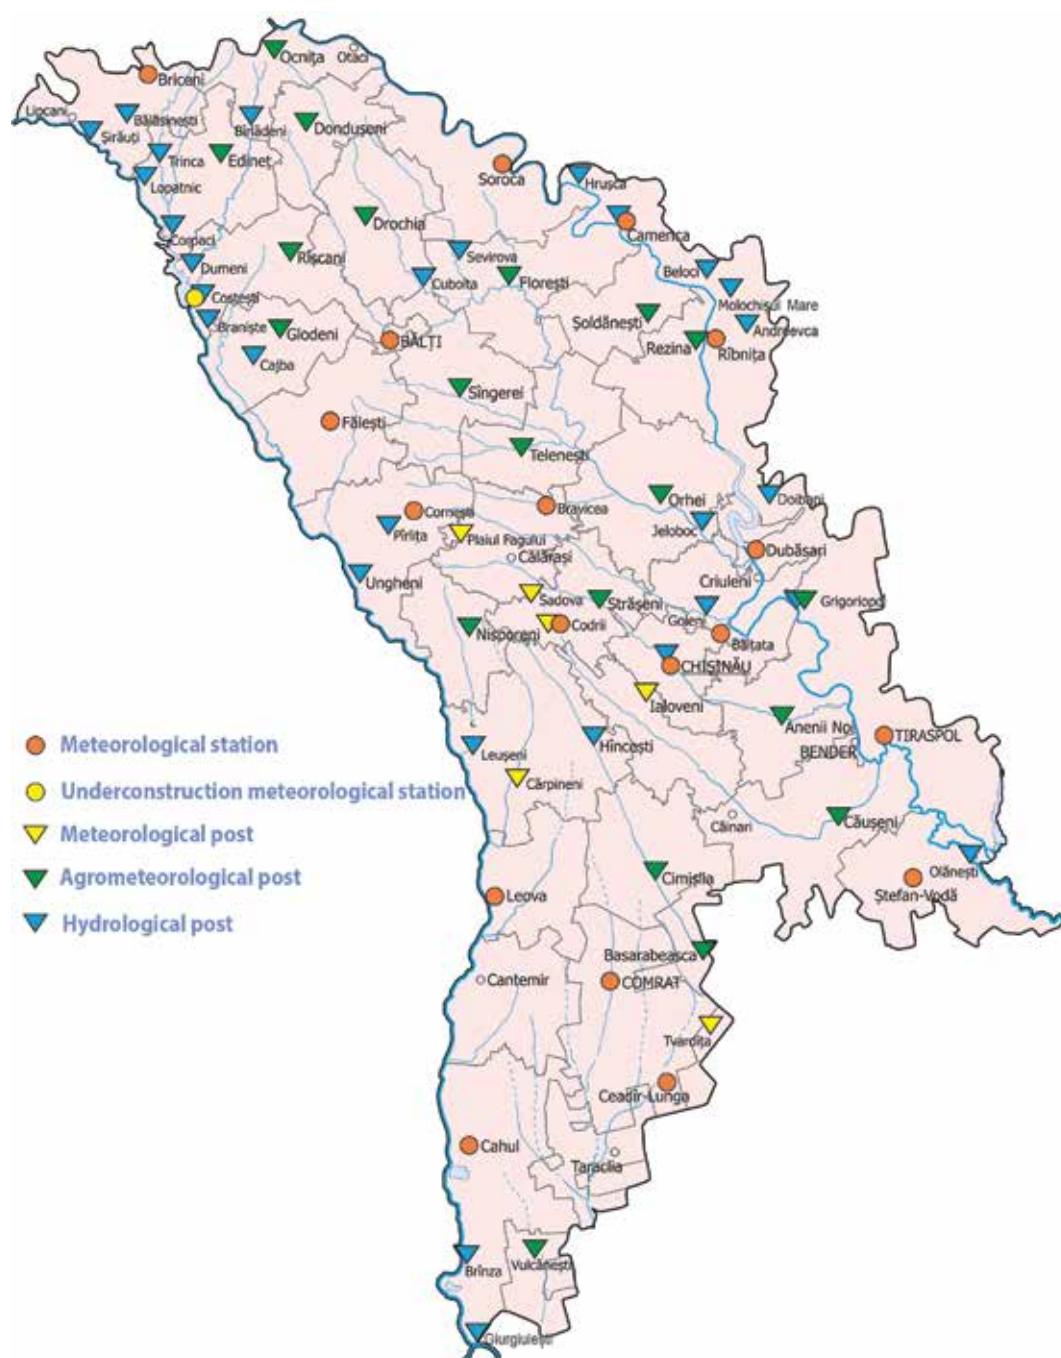 Ocnița
Otaci
Briceni
Lipcani
Bălăsinești
Bînădeni
Dondușeni
Șirăuți
Trinca
Edineț
Soroca
Hrușca
Lopatnic
Drochia
Camenca
Corpaci
Rîșcani
Sevirova
Dumeni
Cubolta
Florești
Beloci
Costești
Molochișul Mare
Braniște
Glodeni
Șoldănești
Andreevca
BĂLȚI
Rezina
Rîbnița
Cajba
Sîngerei
Fălești
Telenești
Orhei
Doibani
Cornești
Bravicea
Jeloboc
Pîrlița
Plaiul Fagului
Călărași
Dubăsari
Ungheni
Criuleni
Sadova
Strășeni
Grigoriopol
Nisporeni
Codrii
Goleni
Bălțata
CHIȘINĂU
Ialoveni
Anenii Noi
Hîncești
TIRASPOL
BENDER
Leușeni
Cărpineni
Căinari
Căușeni
Meteorological station
Underconstruction meteorological station
Meteorological post
Agrometeorological post
Hydrological post
Cimișlia
Olănești
Ștefan-Vodă
Leova
Basarabeasca
Cantemir
COMRAT
Tvardița
Ceadîr-Lunga
Cahul
Taraclia
Brînza
Vulcănești
Giurgiulești